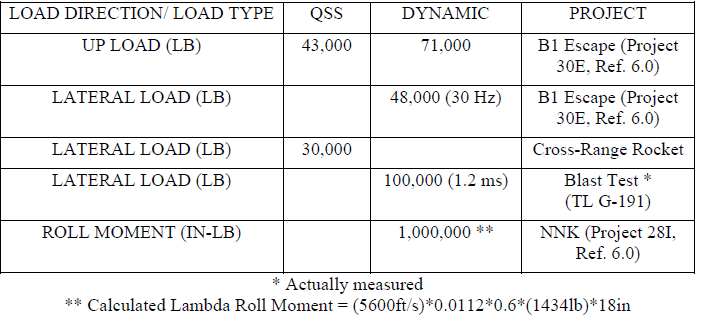 LOAD DIRECTION/ LOAD TYPE QSS DYNAMIC PROJECT
UP LOAD (LB) 43,000 71,000 B1 Escape (Project
30E, Ref. 6.0)
LATERAL LOAD (LB) 48,000 (30 Hz) B1 Escape (Project
30E, Ref. 6.0)
LATERAL LOAD (LB) 30,000 Cross-Range Rocket
LATERAL LOAD (LB) 100,000 (1.2 ms) Blast Test *
(TL G-191)
ROLL MOMENT (IN-LB) 1,000,000 ** NNK (Project 28I,
Ref. 6.0)
* Actually measured
** Calculated Lambda Roll Moment = (5600ft/s)*0.0112*0.6*(1434lb)*18in